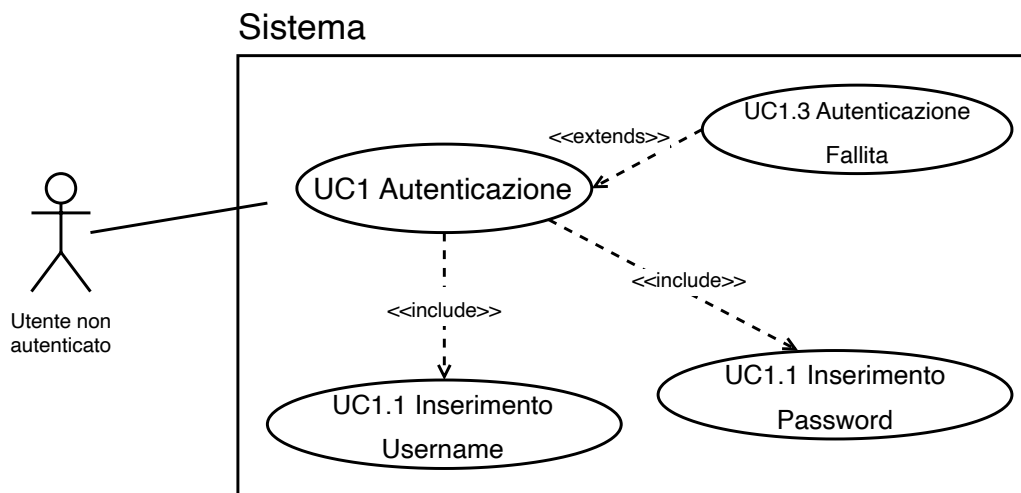 Sistema
UC1.3 Autenticazione
Fallita
<<extends>>
UC1 Autenticazione
<<include>>
<<include>>
Utente non
autenticato
UC1.1 Inserimento
Password
UC1.1 Inserimento
Username